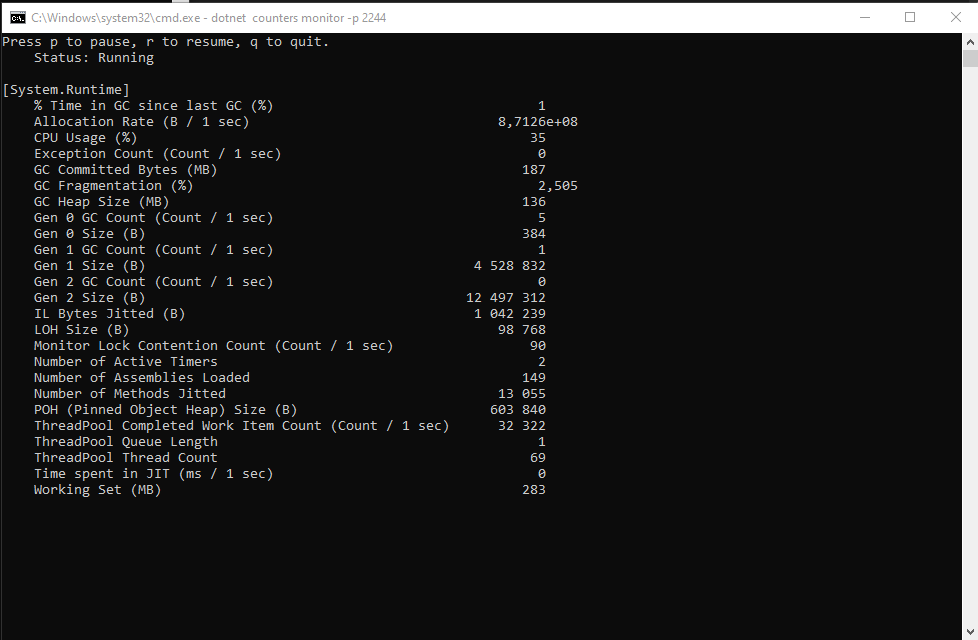 C:\Windows\system32\cmd.exe - dotnet  counters monitor -p 2244
Press p to pause, r to resume, q to quit.
    Status: Running

[System.Runtime]
    % Time in GC since last GC (%)                                 1
    Allocation Rate (B / 1 sec)                               8,7126e+08
    CPU Usage (%)                                                 35
    Exception Count (Count / 1 sec)                                0
    GC Committed Bytes (MB)                                      187
    GC Fragmentation (%)                                           2,505
    GC Heap Size (MB)                                            136
    Gen 0 GC Count (Count / 1 sec)                                 5
    Gen 0 Size (B)                                               384
    Gen 1 GC Count (Count / 1 sec)                                 1
    Gen 1 Size (B)                                         4 528 832
    Gen 2 GC Count (Count / 1 sec)                                 0
    Gen 2 Size (B)                                        12 497 312
    IL Bytes Jitted (B)                                    1 042 239
    LOH Size (B)                                              98 768
    Monitor Lock Contention Count (Count / 1 sec)                 90
    Number of Active Timers                                        2
    Number of Assemblies Loaded                                  149
    Number of Methods Jitted                                  13 055
    POH (Pinned Object Heap) Size (B)                        603 840
    ThreadPool Completed Work Item Count (Count / 1 sec)      32 322
    ThreadPool Queue Length                                        1
    ThreadPool Thread Count                                       69
    Time spent in JIT (ms / 1 sec)                                 0
    Working Set (MB)                                             283